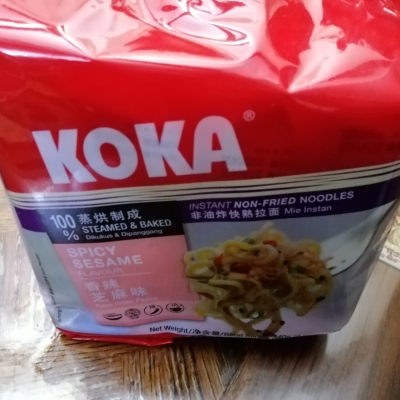 KOKA®
100%
蒸烘制成
STEAMED & BAKED
Dikukus & Dipanggang
INSTANT NON-FRIED NOODLES
非油炸快熟拉面 Mie Instan
SPICY
SESAME
FLAVOUR
香辣
芝麻味
Net Weight/净含量/